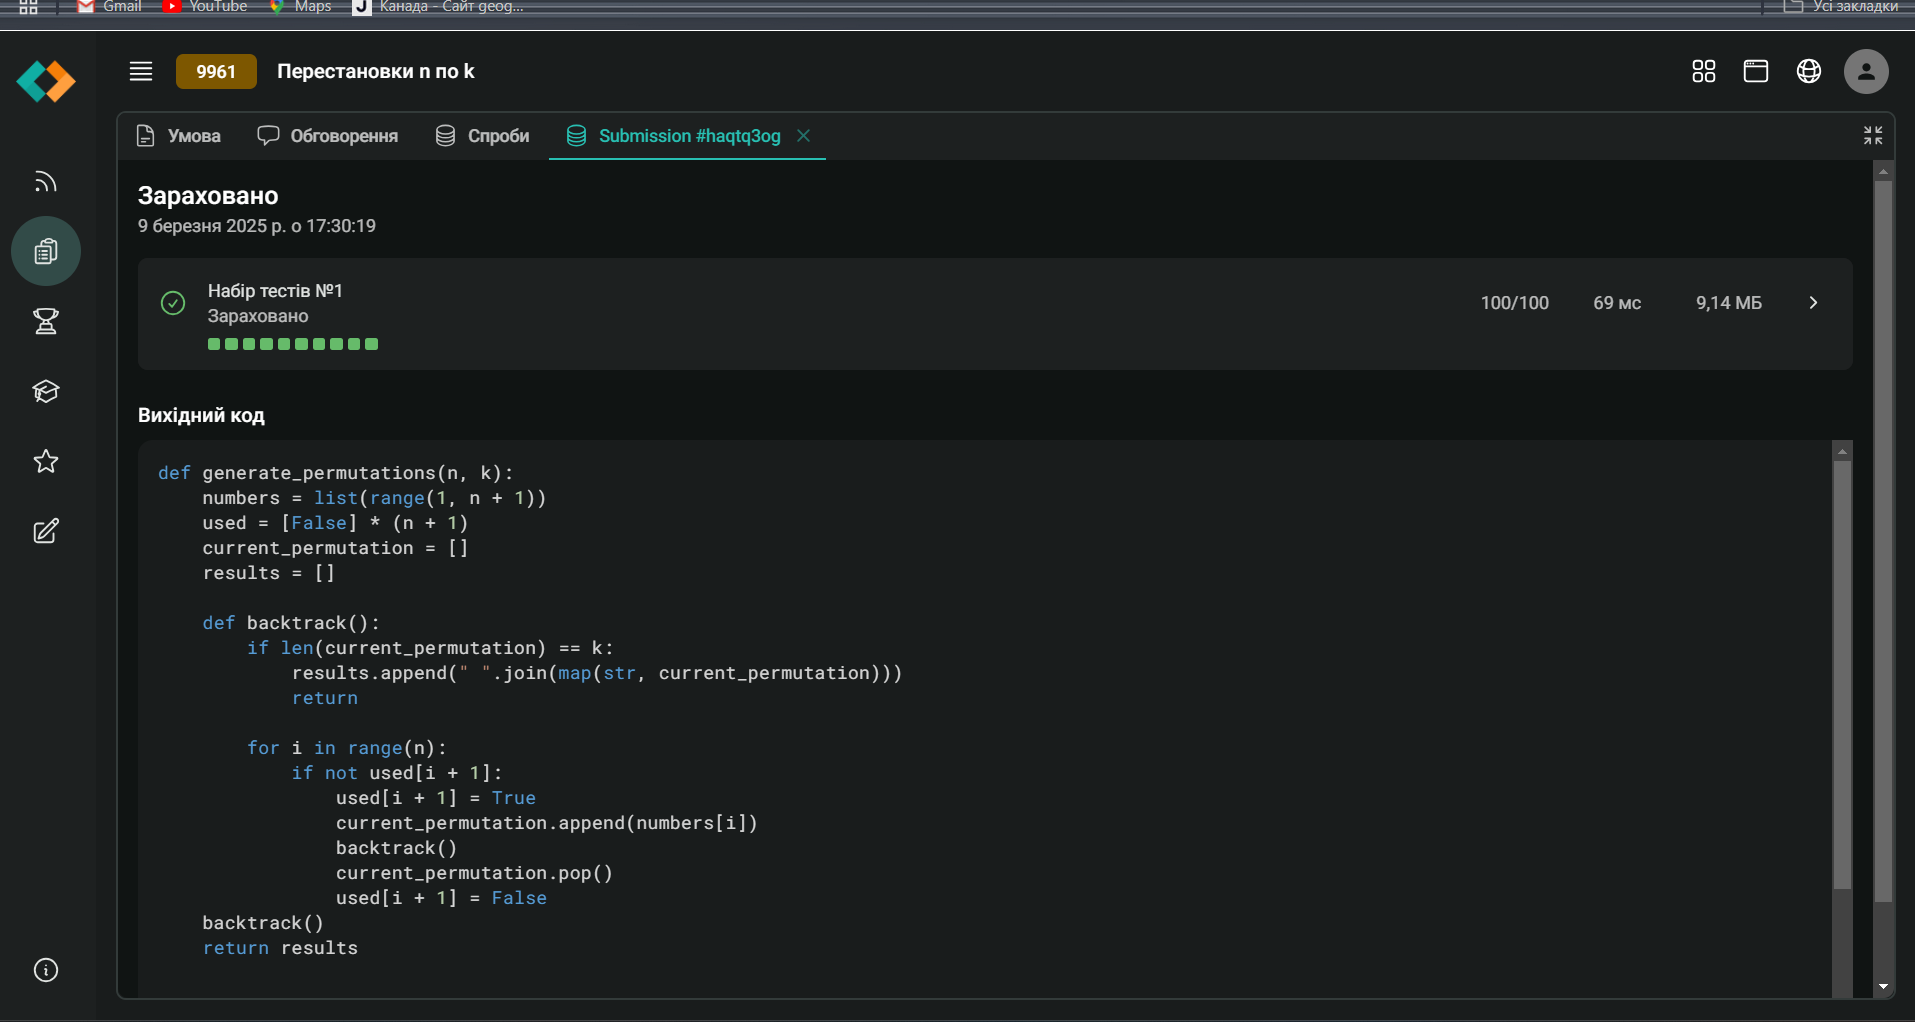 Gmail YouTube Maps Канада - Сайт geog... Усі закладки
9961 Перестановки n по k
Умова Обговорення Спроби Submission #haqtq3og
Зараховано
9 березня 2025 р. о 17:30:19
Набір тестів №1
Зараховано
100/100 69 мс 9,14 МБ
Вихідний код
def generate_permutations(n, k):
    numbers = list(range(1, n + 1))
    used = [False] * (n + 1)
    current_permutation = []
    results = []
    def backtrack():
        if len(current_permutation) == k:
            results.append(" ".join(map(str, current_permutation)))
            return
        for i in range(n):
            if not used[i + 1]:
                used[i + 1] = True
                current_permutation.append(numbers[i])
                backtrack()
                current_permutation.pop()
                used[i + 1] = False
    backtrack()
    return results